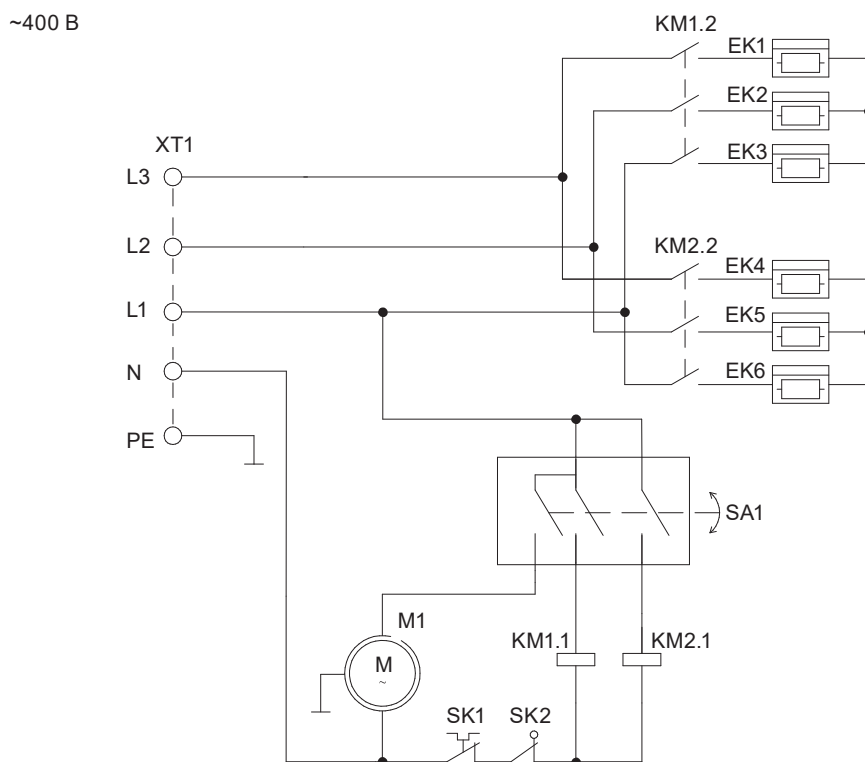 ~400 В
KM1.2
EK1
EK2
EK3
XT1
L3
L2
L1
N
PE
KM2.2
EK4
EK5
EK6
SA1
M1
M
~
KM1.1
KM2.1
SK1
SK2